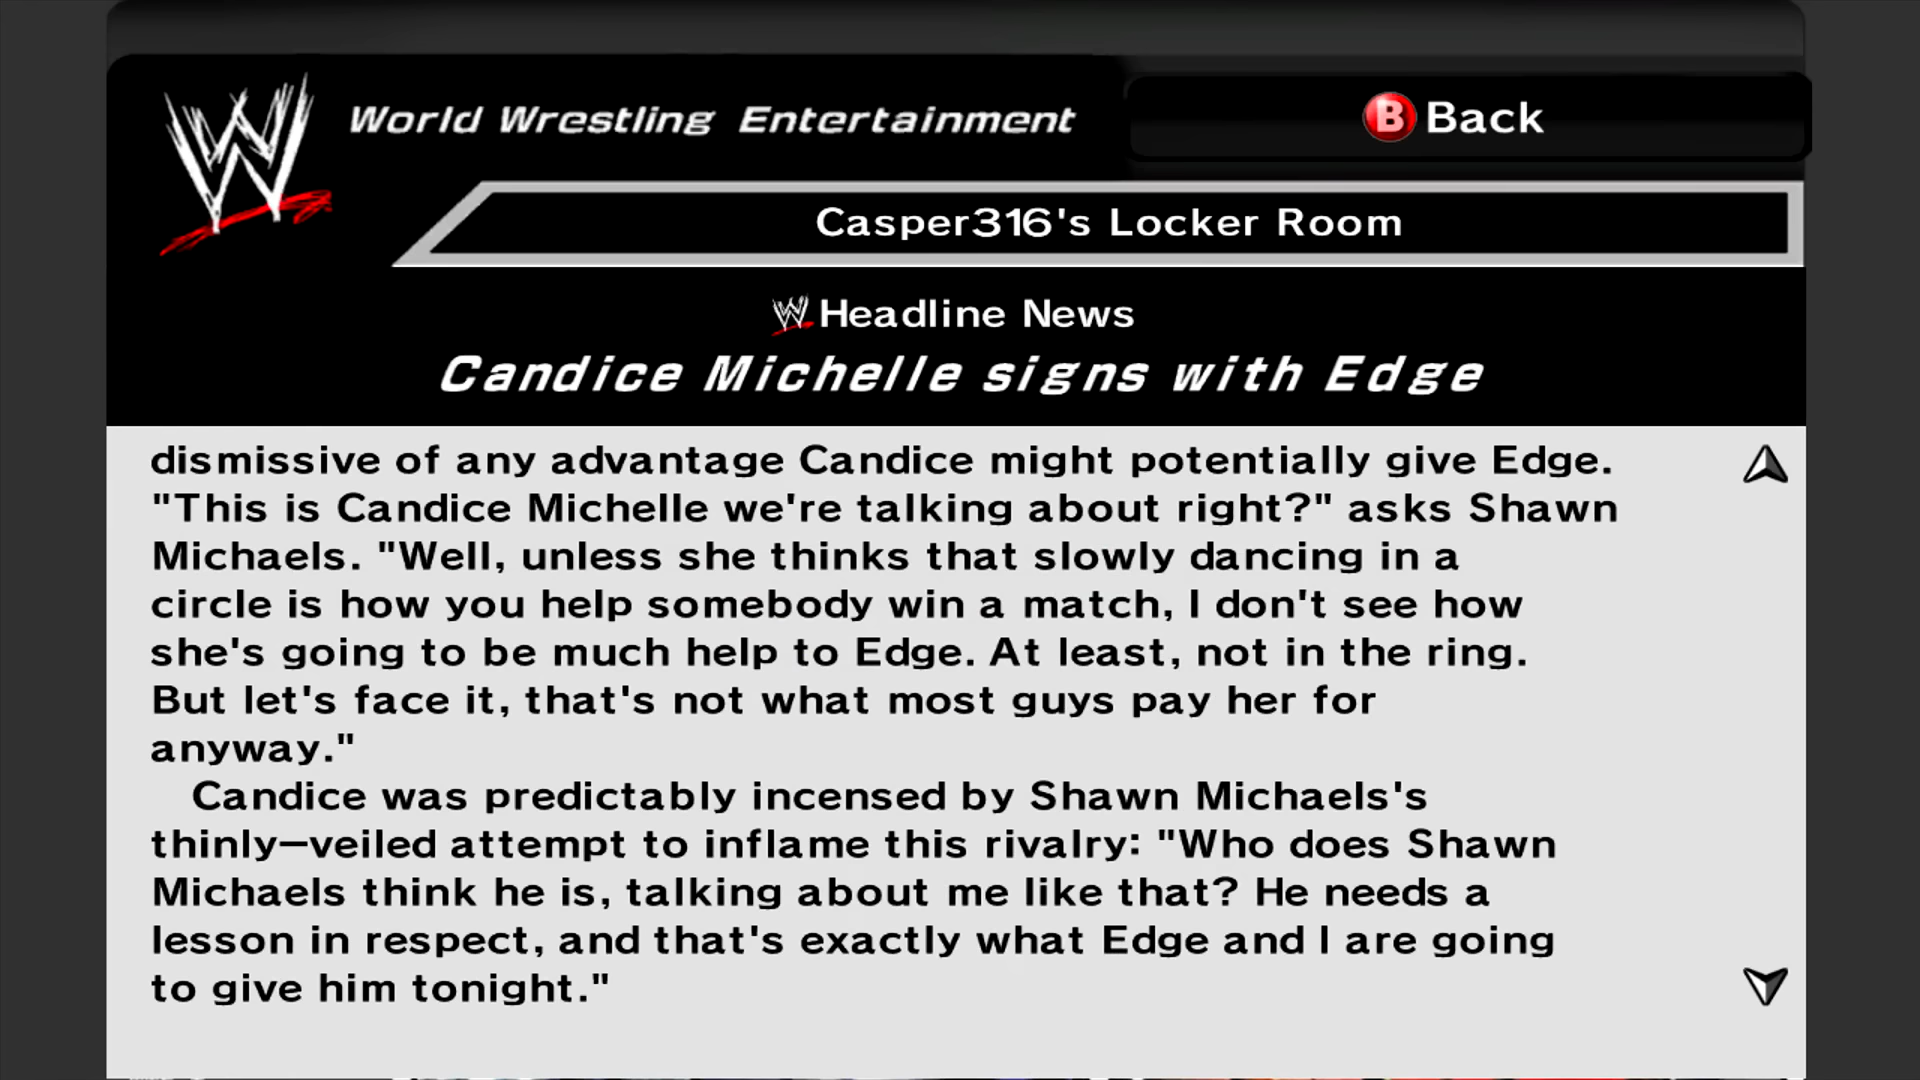 World Wrestling Entertainment
B Back
Casper316's Locker Room
Headline News
Candice Michelle signs with Edge
dismissive of any advantage Candice might potentially give Edge.
"This is Candice Michelle we're talking about right?" asks Shawn
Michaels. "Well, unless she thinks that slowly dancing in a
circle is how you help somebody win a match, I don't see how
she's going to be much help to Edge. At least, not in the ring.
But let's face it, that's not what most guys pay her for
anyway."
Candice was predictably incensed by Shawn Michaels's
thinly—veiled attempt to inflame this rivalry: "Who does Shawn
Michaels think he is, talking about me like that? He needs a
lesson in respect, and that's exactly what Edge and I are going
to give him tonight."